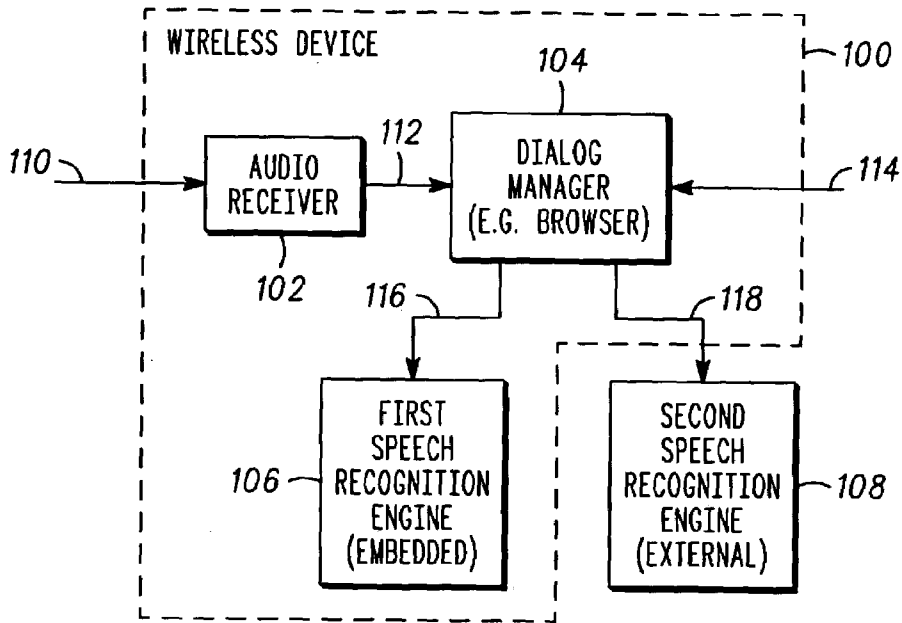 WIRELESS DEVICE
100
104
110
AUDIO
RECEIVER
102
112
DIALOG
MANAGER
(E.G. BROWSER)
114
116
118
FIRST
SPEECH
RECOGNITION
ENGINE
(EMBEDDED)
106
SECOND
SPEECH
RECOGNITION
ENGINE
(EXTERNAL)
108